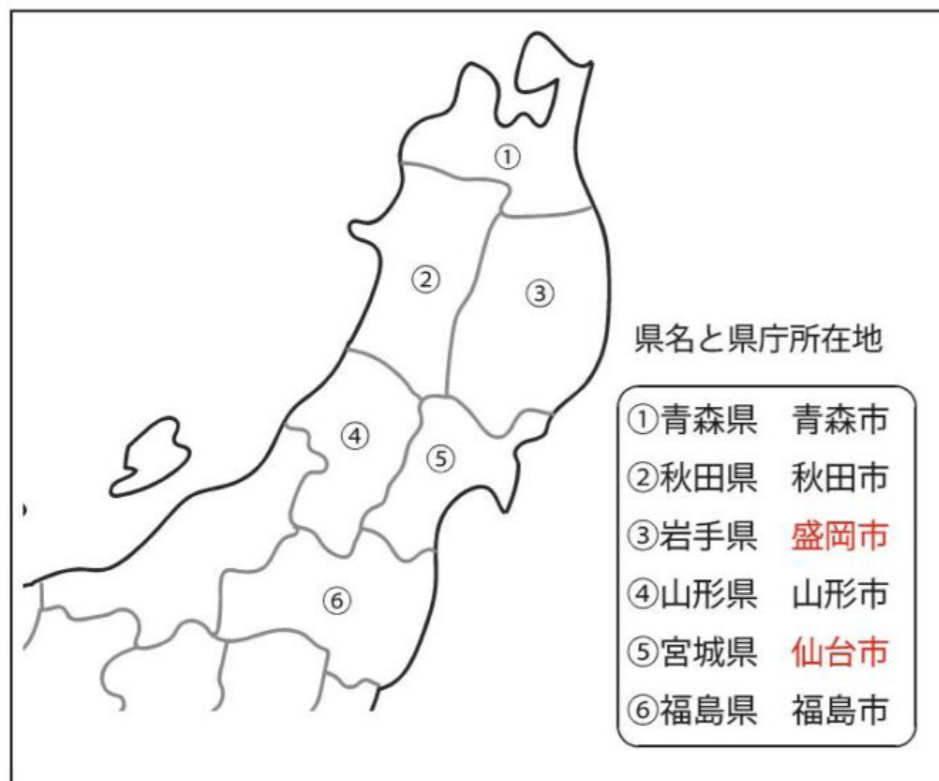 ①
②
③
④
⑤
⑥
県名と県庁所在地
①青森県 青森市
②秋田県 秋田市
③岩手県 盛岡市
④山形県 山形市
⑤宮城県 仙台市
⑥福島県 福島市